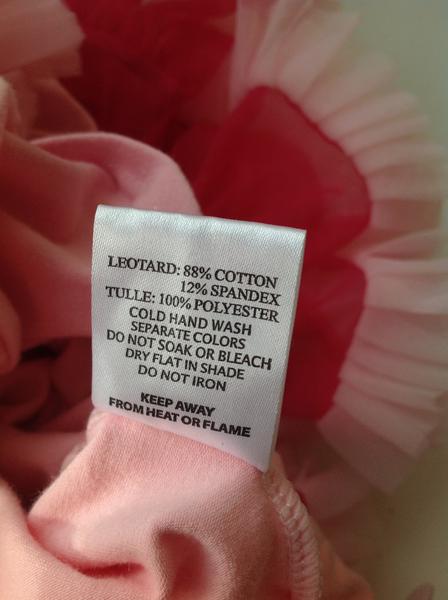 LEOTARD: 88% COTTON
12% SPANDEX
TULLE: 100% POLYESTER
COLD HAND WASH
SEPARATE COLORS
DO NOT SOAK OR BLEACH
DRY FLAT IN SHADE
DO NOT IRON
KEEP AWAY
FROM HEAT OR FLAME